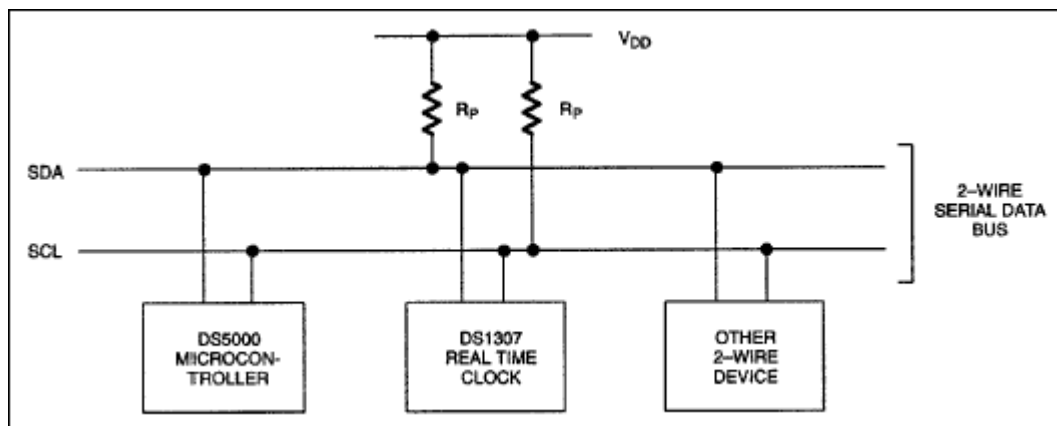 VDD
RP
RP
SDA
2–WIRE
SERIAL DATA
BUS
SCL
DS5000
MICROCON-
TROLLER
DS1307
REAL TIME
CLOCK
OTHER
2–WIRE
DEVICE